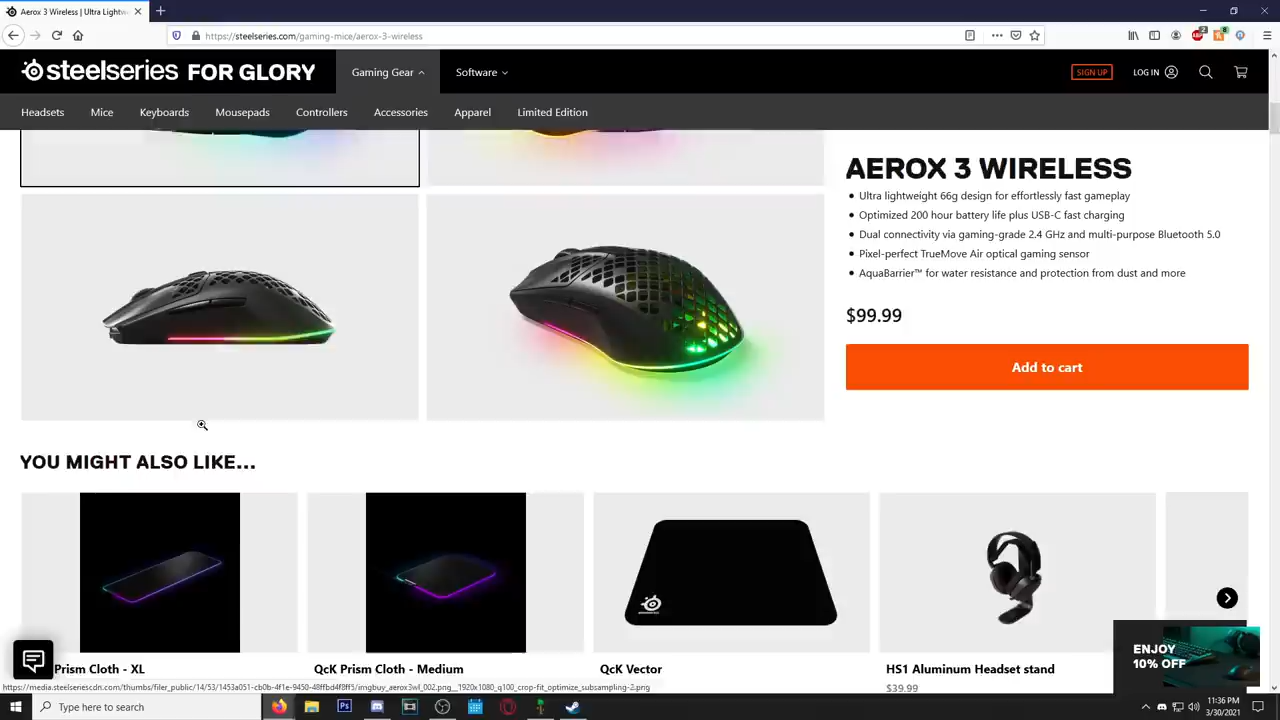 Aerox 3 Wireless | Ultra Lightw
https://steelseries.com/gaming-mice/aerox-3-wireless
steelseries FOR GLORY
Gaming Gear
Software
SIGN UP
LOG IN
Headsets
Mice
Keyboards
Mousepads
Controllers
Accessories
Apparel
Limited Edition
AEROX 3 WIRELESS
Ultra lightweight 66g design for effortlessly fast gameplay
Optimized 200 hour battery life plus USB-C fast charging
Dual connectivity via gaming-grade 2.4 GHz and multi-purpose Bluetooth 5.0
Pixel-perfect TrueMove Air optical gaming sensor
AquaBarrier™ for water resistance and protection from dust and more
$99.99
Add to cart
YOU MIGHT ALSO LIKE...
Prism Cloth - XL
QcK Prism Cloth - Medium
QcK Vector
HS1 Aluminum Headset stand
$39.99
ENJOY
10% OFF
https://media.steelseriescdn.com/thumbs/filer_public/14/53/1453a051-cb0b-4f1e-9450-48ffbd4f8ff5/imgbuy_aerox3wl_002.png__1920x1080_q100_crop-fit_optimize_subsampling-2.png
Type here to search
11:36 PM
3/30/2021